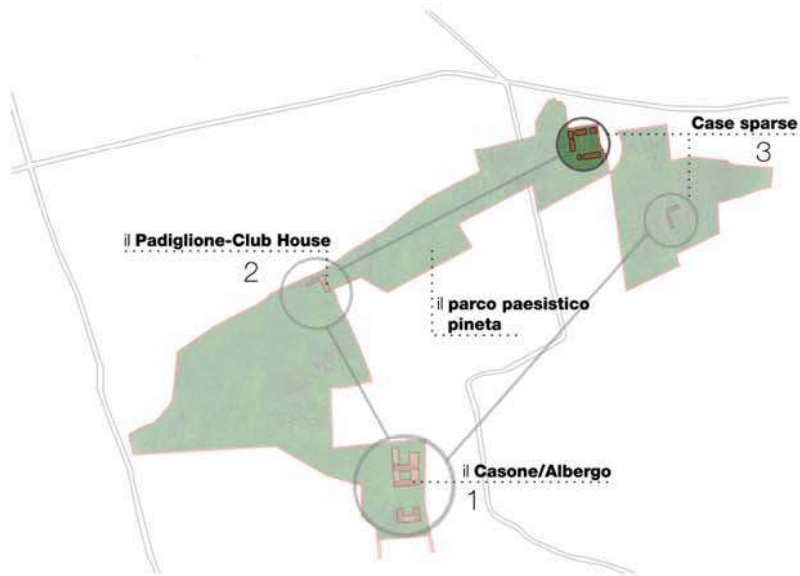 Case sparse
3
il Padiglione-Club House
2
il parco paesistico
pineta
il Casone/Albergo
1